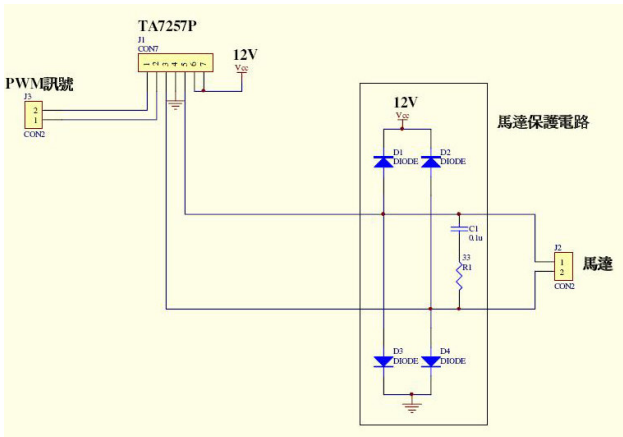 TA7257P
J1
CON7
1 2 3 4 5 6 7
12V
Vcc
PWM訊號
J3
2
1
CON2
12V
Vcc
馬達保護電路
D1
DIODE
D2
DIODE
C1
0.1u
33
R1
J2
1
2
CON2
馬達
D3
DIODE
D4
DIODE